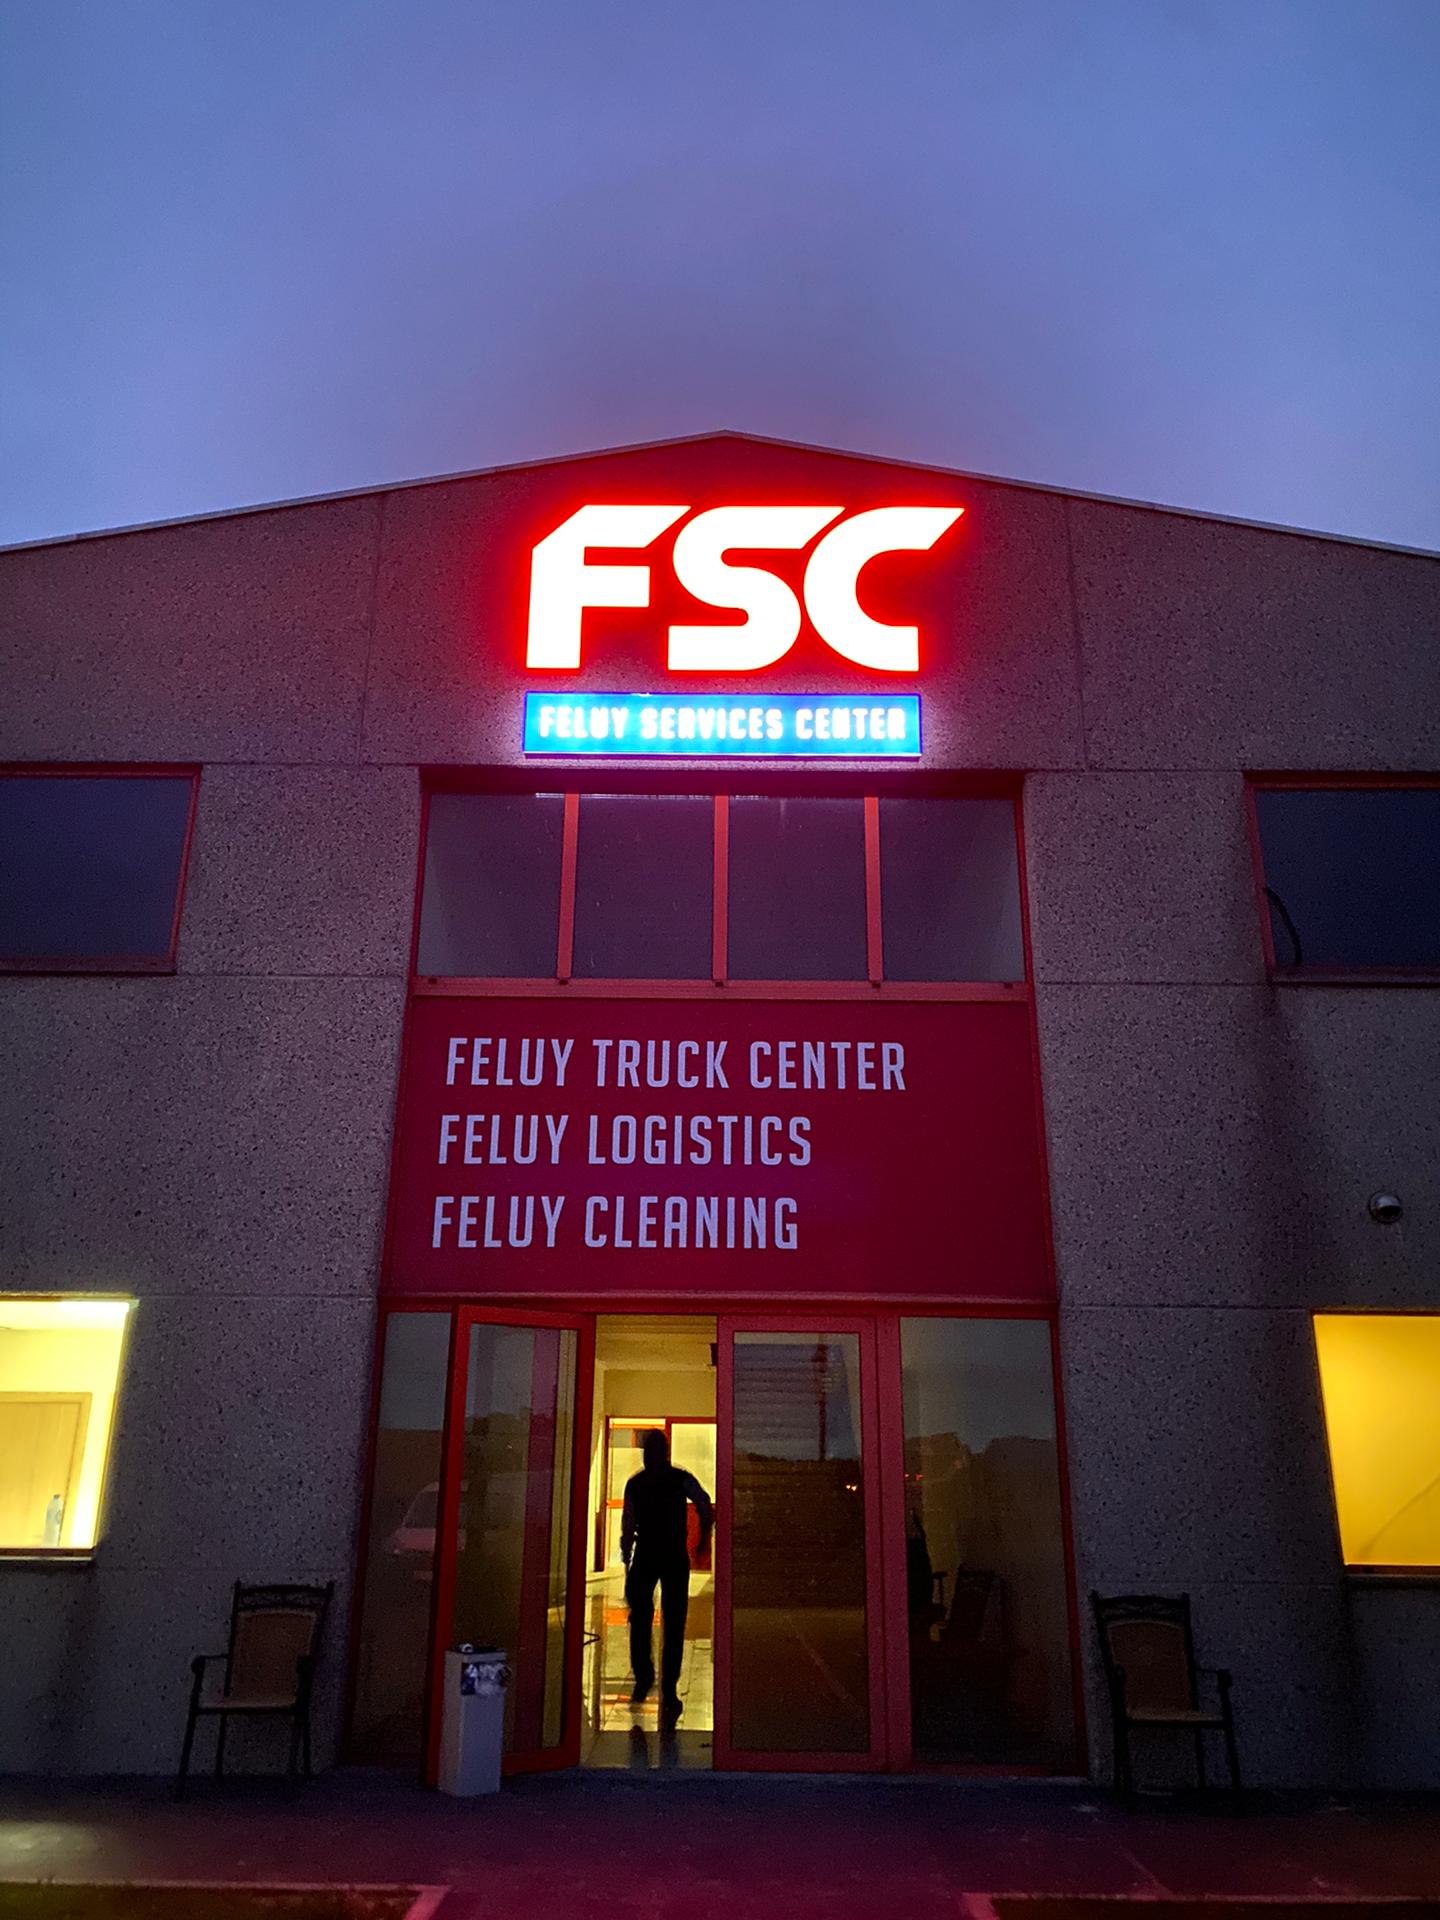 FSC
FELUY SERVICES CENTER
FELUY TRUCK CENTER
FELUY LOGISTICS
FELUY CLEANING